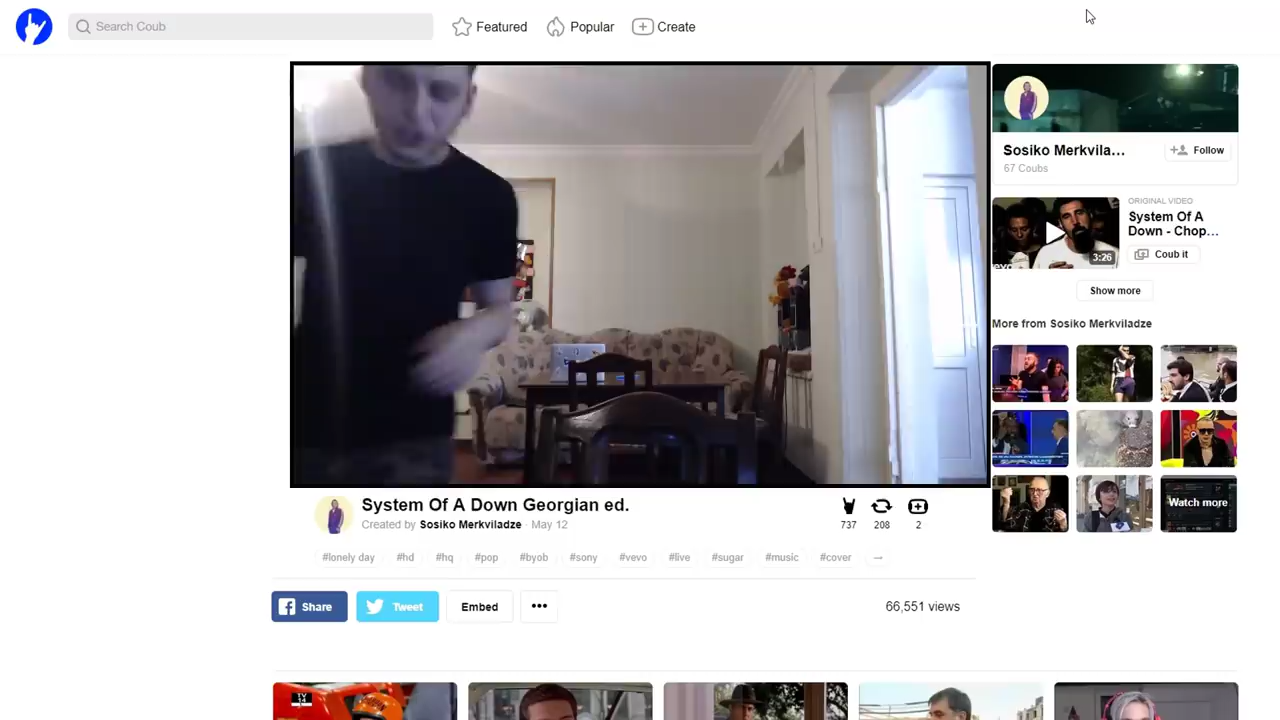 Search Coub
Featured
Popular
Create
Sosiko Merkvila...
Follow
67 Coubs
ORIGINAL VIDEO
System Of A
Down - Chop...
3:26
Coub it
Show more
More from Sosiko Merkviladze
Watch more
System Of A Down Georgian ed.
Created by Sosiko Merkviladze · May 12
737
208
2
#lonely day
#hd
#hq
#pop
#byob
#sony
#vevo
#live
#sugar
#music
#cover
→
Share
Tweet
Embed
•••
66,551 views